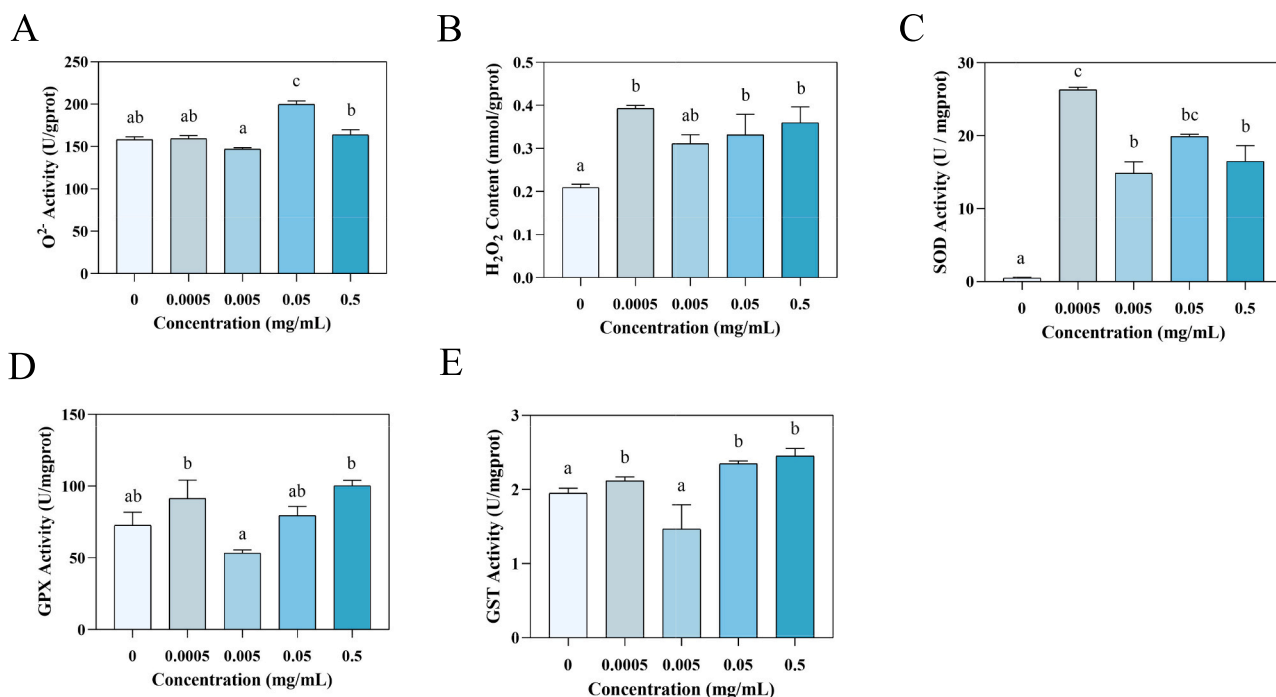 A
O²⁻ Activity (U/gprot)
250
200
150
100
50
0
ab
ab
a
c
b
0 0.0005 0.005 0.05 0.5
Concentration (mg/mL)
B
H₂O₂ Content (mmol/gprot)
0.5
0.4
0.3
0.2
0.1
0.0
a
b
ab
b
b
0 0.0005 0.005 0.05 0.5
Concentration (mg/mL)
C
SOD Activity (U / mgprot)
30
20
10
0
a
c
b
bc
b
0 0.0005 0.005 0.05 0.5
Concentration (mg/mL)
D
GPX Activity (U/mgprot)
150
100
50
0
ab
b
a
ab
b
0 0.0005 0.005 0.05 0.5
Concentration (mg/mL)
E
GST Activity (U/mgprot)
3
2
1
0
a
b
a
b
b
0 0.0005 0.005 0.05 0.5
Concentration (mg/mL)